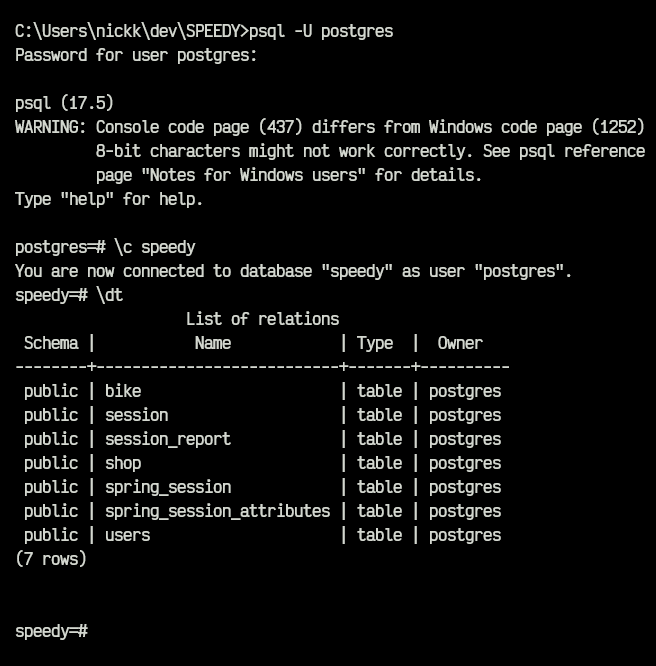 C:\Users\nickk\dev\SPEEDY>psql -U postgres
Password for user postgres:
psql (17.5)
WARNING: Console code page (437) differs from Windows code page (1252)
         8-bit characters might not work correctly. See psql reference
         page "Notes for Windows users" for details.
Type "help" for help.
postgres=# \c speedy
You are now connected to database "speedy" as user "postgres".
speedy=# \dt
                   List of relations
 Schema |           Name            | Type  |  Owner
--------+---------------------------+-------+----------
 public | bike                      | table | postgres
 public | session                   | table | postgres
 public | session_report            | table | postgres
 public | shop                      | table | postgres
 public | spring_session            | table | postgres
 public | spring_session_attributes | table | postgres
 public | users                     | table | postgres
(7 rows)
speedy=#